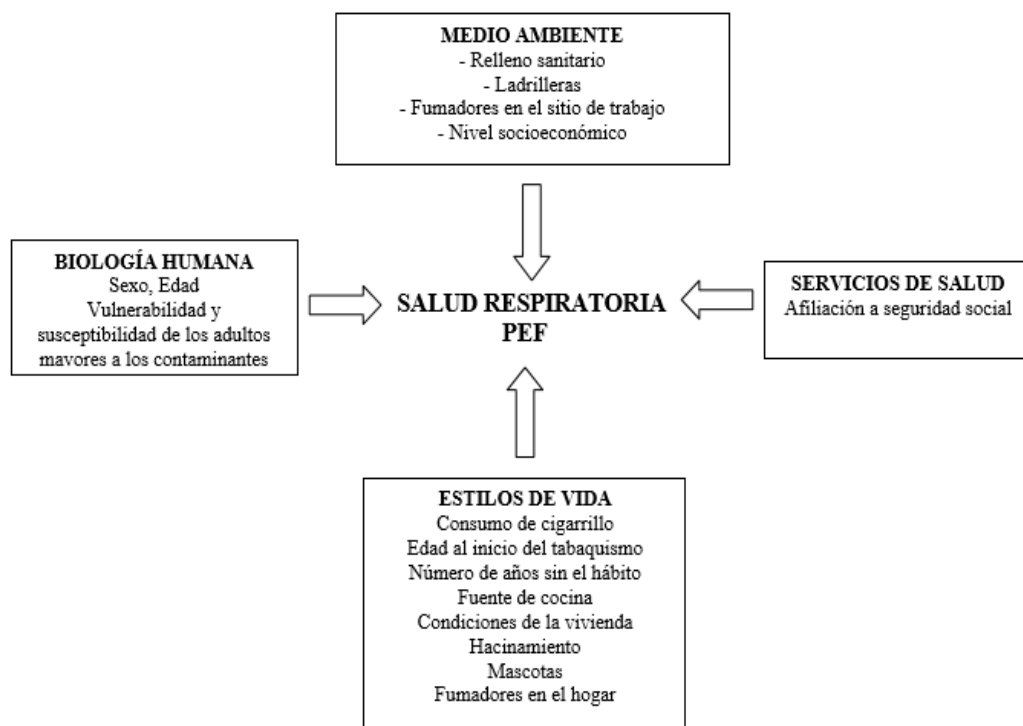 MEDIO AMBIENTE
- Relleno sanitario
- Ladrilleras
- Fumadores en el sitio de trabajo
- Nivel socioeconómico
BIOLOGÍA HUMANA
Sexo, Edad
Vulnerabilidad y
susceptibilidad de los adultos
mayores a los contaminantes
SALUD RESPIRATORIA
PEF
SERVICIOS DE SALUD
Afiliación a seguridad social
ESTILOS DE VIDA
Consumo de cigarrillo
Edad al inicio del tabaquismo
Número de años sin el hábito
Fuente de cocina
Condiciones de la vivienda
Hacinamiento
Mascotas
Fumadores en el hogar